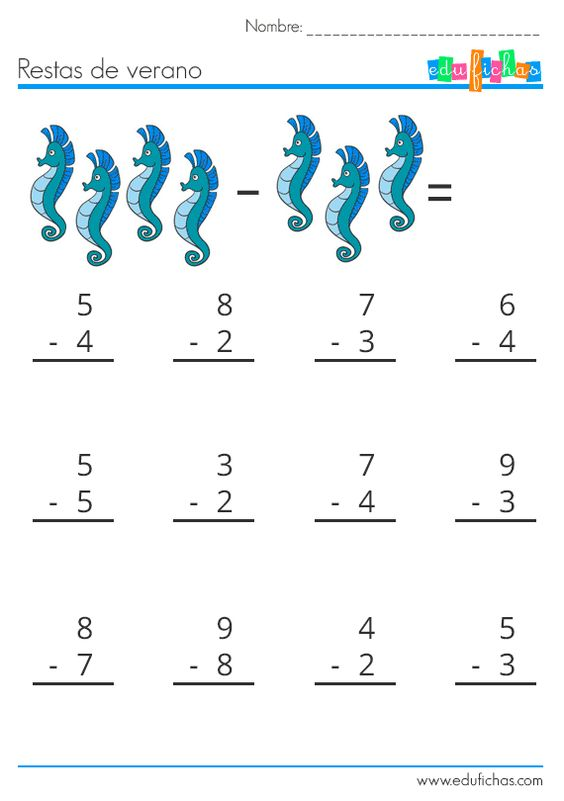 Nombre: ___________________________
Restas de verano
edufichas
- =
5 8 7 6
- 4 - 2 - 3 - 4
5 3 7 9
- 5 - 2 - 4 - 3
8 9 4 5
- 7 - 8 - 2 - 3
www.edufichas.com